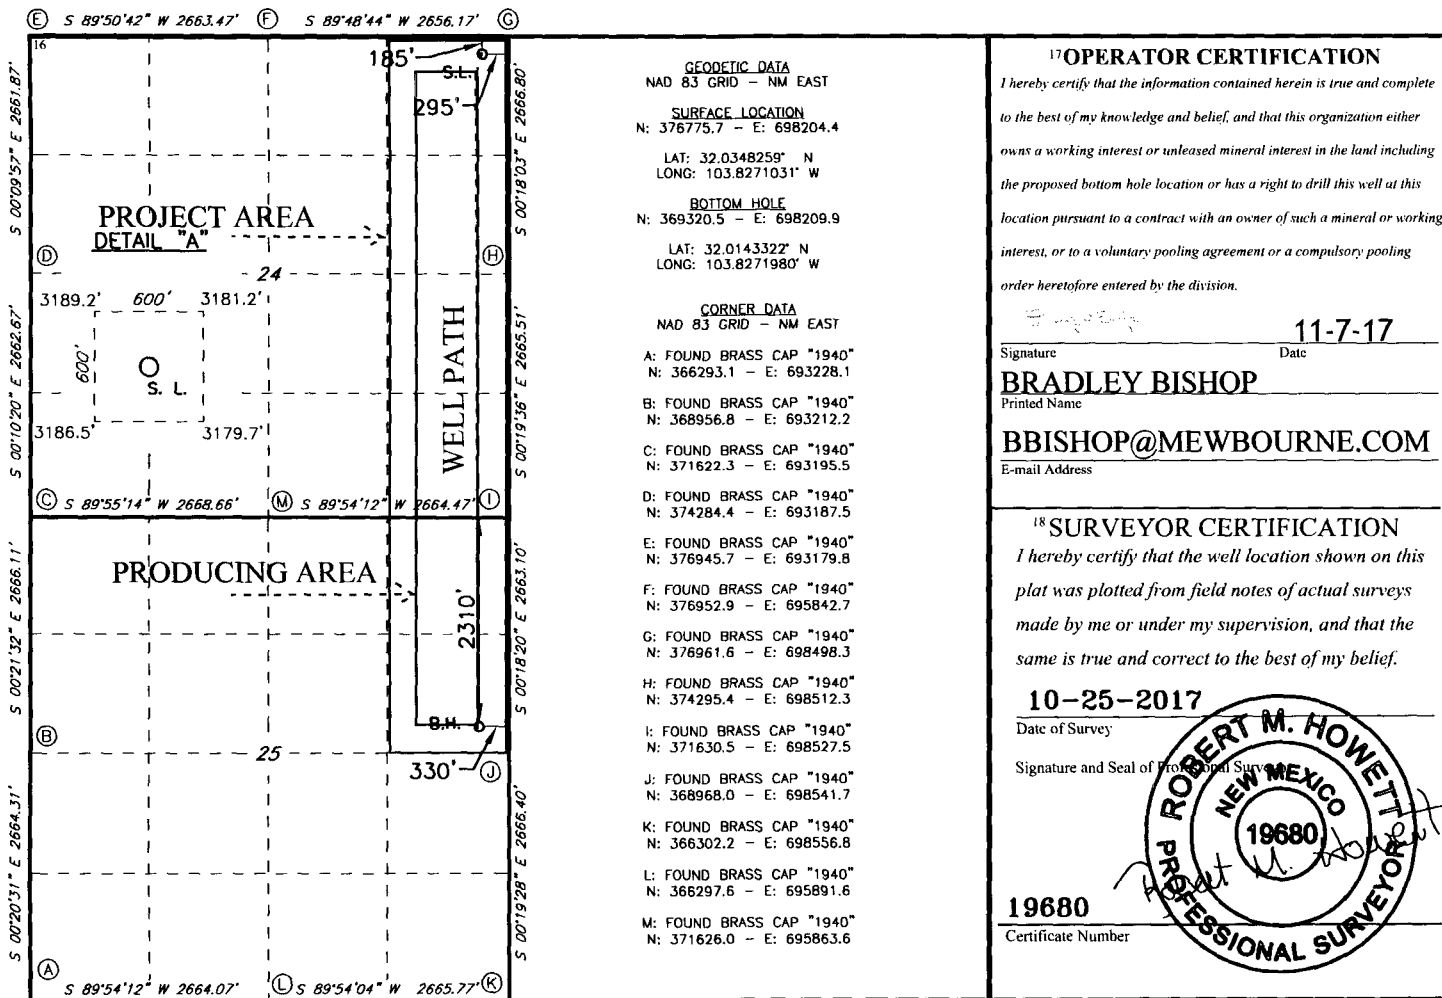 E S 89°50'42" W 2663.47' F S 89°48'44" W 2656.17' G
16
185'
S.L.
295'
S 00°09'57" E 2661.87'
S 00°18'03" E 2666.80'
PROJECT AREA
DETAIL "A"
D
H
24
3189.2' 600' 3181.2'
600'
S. L.
3186.5' 3179.7'
S 00°10'20" E 2662.67'
WELL PATH
S 00°19'36" E 2665.51'
C S 89°55'14" W 2668.66' M S 89°54'12" W 2664.47' I
PRODUCING AREA
S 00°21'32" E 2666.11'
2310'
S 00°18'20" E 2663.10'
B.H.
B
25
330'
J
S 00°20'31" E 2664.31'
S 00°19'28" E 2666.40'
A
S 89°54'12" W 2664.07' L S 89°54'04" W 2665.77' K
GEODETIC DATA
NAD 83 GRID - NM EAST
SURFACE LOCATION
N: 376775.7 - E: 698204.4
LAT: 32.0348259° N
LONG: 103.8271031° W
BOTTOM HOLE
N: 369320.5 - E: 698209.9
LAT: 32.0143322° N
LONG: 103.8271980° W
CORNER DATA
NAD 83 GRID - NM EAST
A: FOUND BRASS CAP "1940"
N: 366293.1 - E: 693228.1
B: FOUND BRASS CAP "1940"
N: 368956.8 - E: 693212.2
C: FOUND BRASS CAP "1940"
N: 371622.3 - E: 693195.5
D: FOUND BRASS CAP "1940"
N: 374284.4 - E: 693187.5
E: FOUND BRASS CAP "1940"
N: 376945.7 - E: 693179.8
F: FOUND BRASS CAP "1940"
N: 376952.9 - E: 695842.7
G: FOUND BRASS CAP "1940"
N: 376961.6 - E: 698498.3
H: FOUND BRASS CAP "1940"
N: 374295.4 - E: 698512.3
I: FOUND BRASS CAP "1940"
N: 371630.5 - E: 698527.5
J: FOUND BRASS CAP "1940"
N: 368968.0 - E: 698541.7
K: FOUND BRASS CAP "1940"
N: 366302.2 - E: 698556.8
L: FOUND BRASS CAP "1940"
N: 366297.6 - E: 695891.6
M: FOUND BRASS CAP "1940"
N: 371626.0 - E: 695863.6
17 OPERATOR CERTIFICATION
I hereby certify that the information contained herein is true and complete
to the best of my knowledge and belief, and that this organization either
owns a working interest or unleased mineral interest in the land including
the proposed bottom hole location or has a right to drill this well at this
location pursuant to a contract with an owner of such a mineral or working
interest, or to a voluntary pooling agreement or a compulsory pooling
order heretofore entered by the division.
11-7-17
Signature Date
BRADLEY BISHOP
Printed Name
BBISHOP@MEWBOURNE.COM
E-mail Address
18 SURVEYOR CERTIFICATION
I hereby certify that the well location shown on this
plat was plotted from field notes of actual surveys
made by me or under my supervision, and that the
same is true and correct to the best of my belief.
10-25-2017
Date of Survey
Signature and Seal of Professional Surveyor
ROBERT M. HOWETT
NEW MEXICO
19680
PROFESSIONAL SURVEYOR
Robert M. Howett
19680
Certificate Number